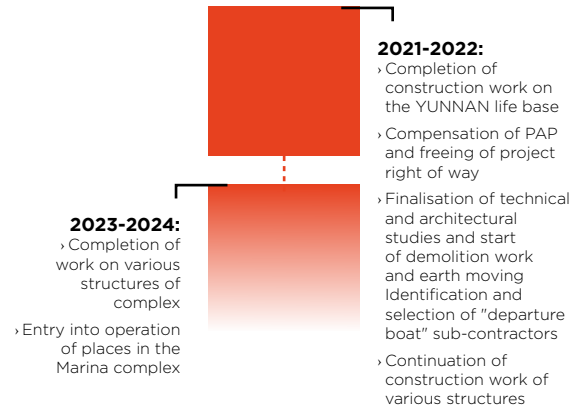 2021-2022:
› Completion of
construction work on
the YUNNAN life base
› Compensation of PAP
and freeing of project
right of way
› Finalisation of technical
and architectural
studies and start
of demolition work
and earth moving
Identification and
selection of "departure
boat" sub-contractors
› Continuation of
construction work of
various structures
2023-2024:
› Completion of
work on various
structures of
complex
› Entry into operation
of places in the
Marina complex